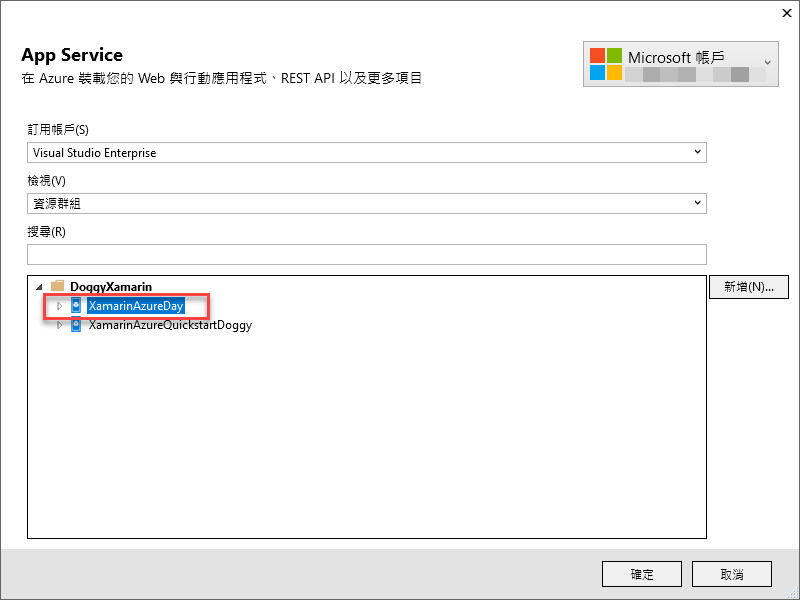 App Service
在 Azure 裝載您的 Web 與行動應用程式、REST API 以及更多項目
Microsoft 帳戶
訂用帳戶(S)
Visual Studio Enterprise
檢視(V)
資源群組
搜尋(R)
DoggyXamarin
XamarinAzureDay
XamarinAzureQuickstartDoggy
新增(N)...
確定
取消